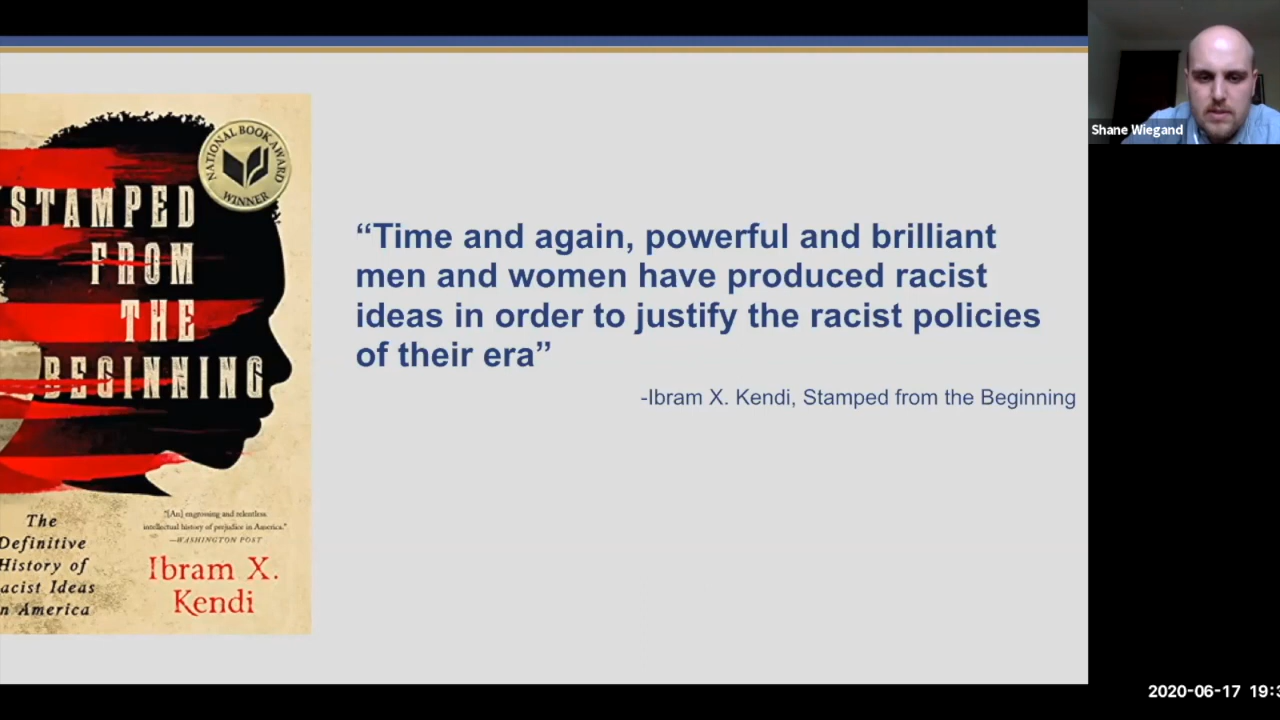 STAMPED
FROM
THE
BEGINNING
NATIONAL BOOK AWARD
WINNER
The
Definitive
History of
acist Ideas
n America
"[An] engrossing and relentless
intellectual history of prejudice in America."
—WASHINGTON POST
Ibram X.
Kendi
“Time and again, powerful and brilliant
men and women have produced racist
ideas in order to justify the racist policies
of their era”
-Ibram X. Kendi, Stamped from the Beginning
Shane Wiegand
2020-06-17 19:3